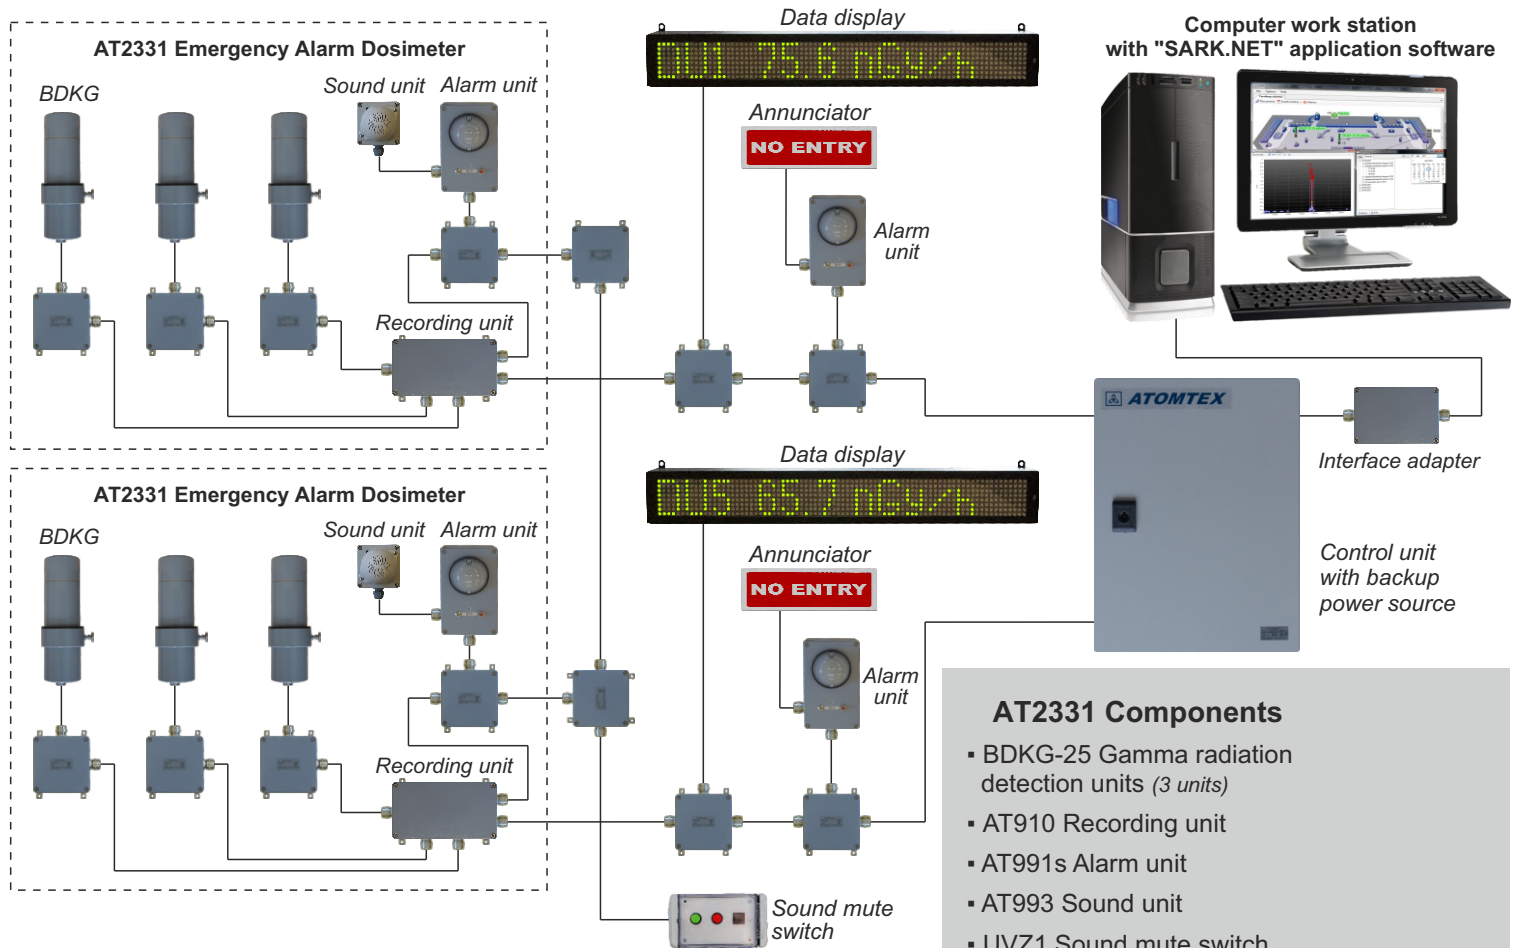 Data display
Computer work station
with "SARK.NET" application software
AT2331 Emergency Alarm Dosimeter
DU1 75.6 nGy/h
BDKG
Sound unit
Alarm unit
Annunciator
NO ENTRY
Alarm
unit
Recording unit
ATOMTEX
Interface adapter
Data display
AT2331 Emergency Alarm Dosimeter
DU5 65.7 nGy/h
BDKG
Sound unit
Alarm unit
Annunciator
NO ENTRY
Control unit
with backup
power source
Alarm
unit
Recording unit
AT2331 Components
▪ BDKG-25 Gamma radiation
detection units (3 units)
▪ AT910 Recording unit
▪ AT991s Alarm unit
▪ AT993 Sound unit
▪ UVZ1 Sound mute switch
Sound mute
switch